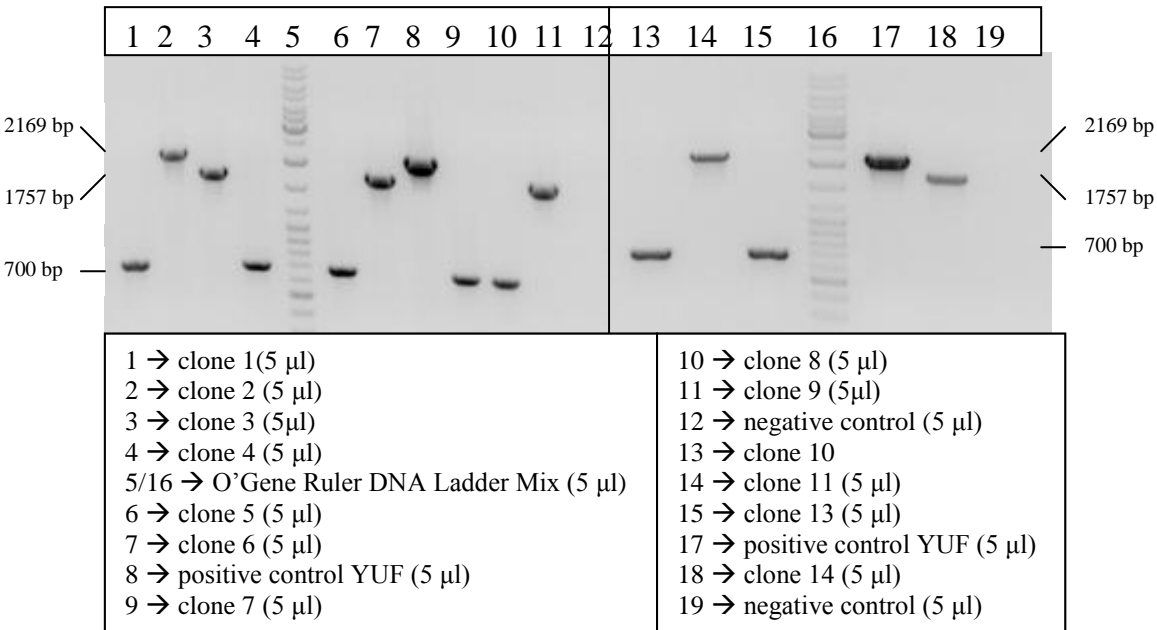 1 2 3 4 5 6 7 8 9 10 11 12 13 14 15 16 17 18 19
2169 bp
1757 bp
700 bp
2169 bp
1757 bp
700 bp
1 → clone 1(5 μl)
2 → clone 2 (5 μl)
3 → clone 3 (5μl)
4 → clone 4 (5 μl)
5/16 → O’Gene Ruler DNA Ladder Mix (5 μl)
6 → clone 5 (5 μl)
7 → clone 6 (5 μl)
8 → positive control YUF (5 μl)
9 → clone 7 (5 μl)
10 → clone 8 (5 μl)
11 → clone 9 (5μl)
12 → negative control (5 μl)
13 → clone 10
14 → clone 11 (5 μl)
15 → clone 13 (5 μl)
17 → positive control YUF (5 μl)
18 → clone 14 (5 μl)
19 → negative control (5 μl)